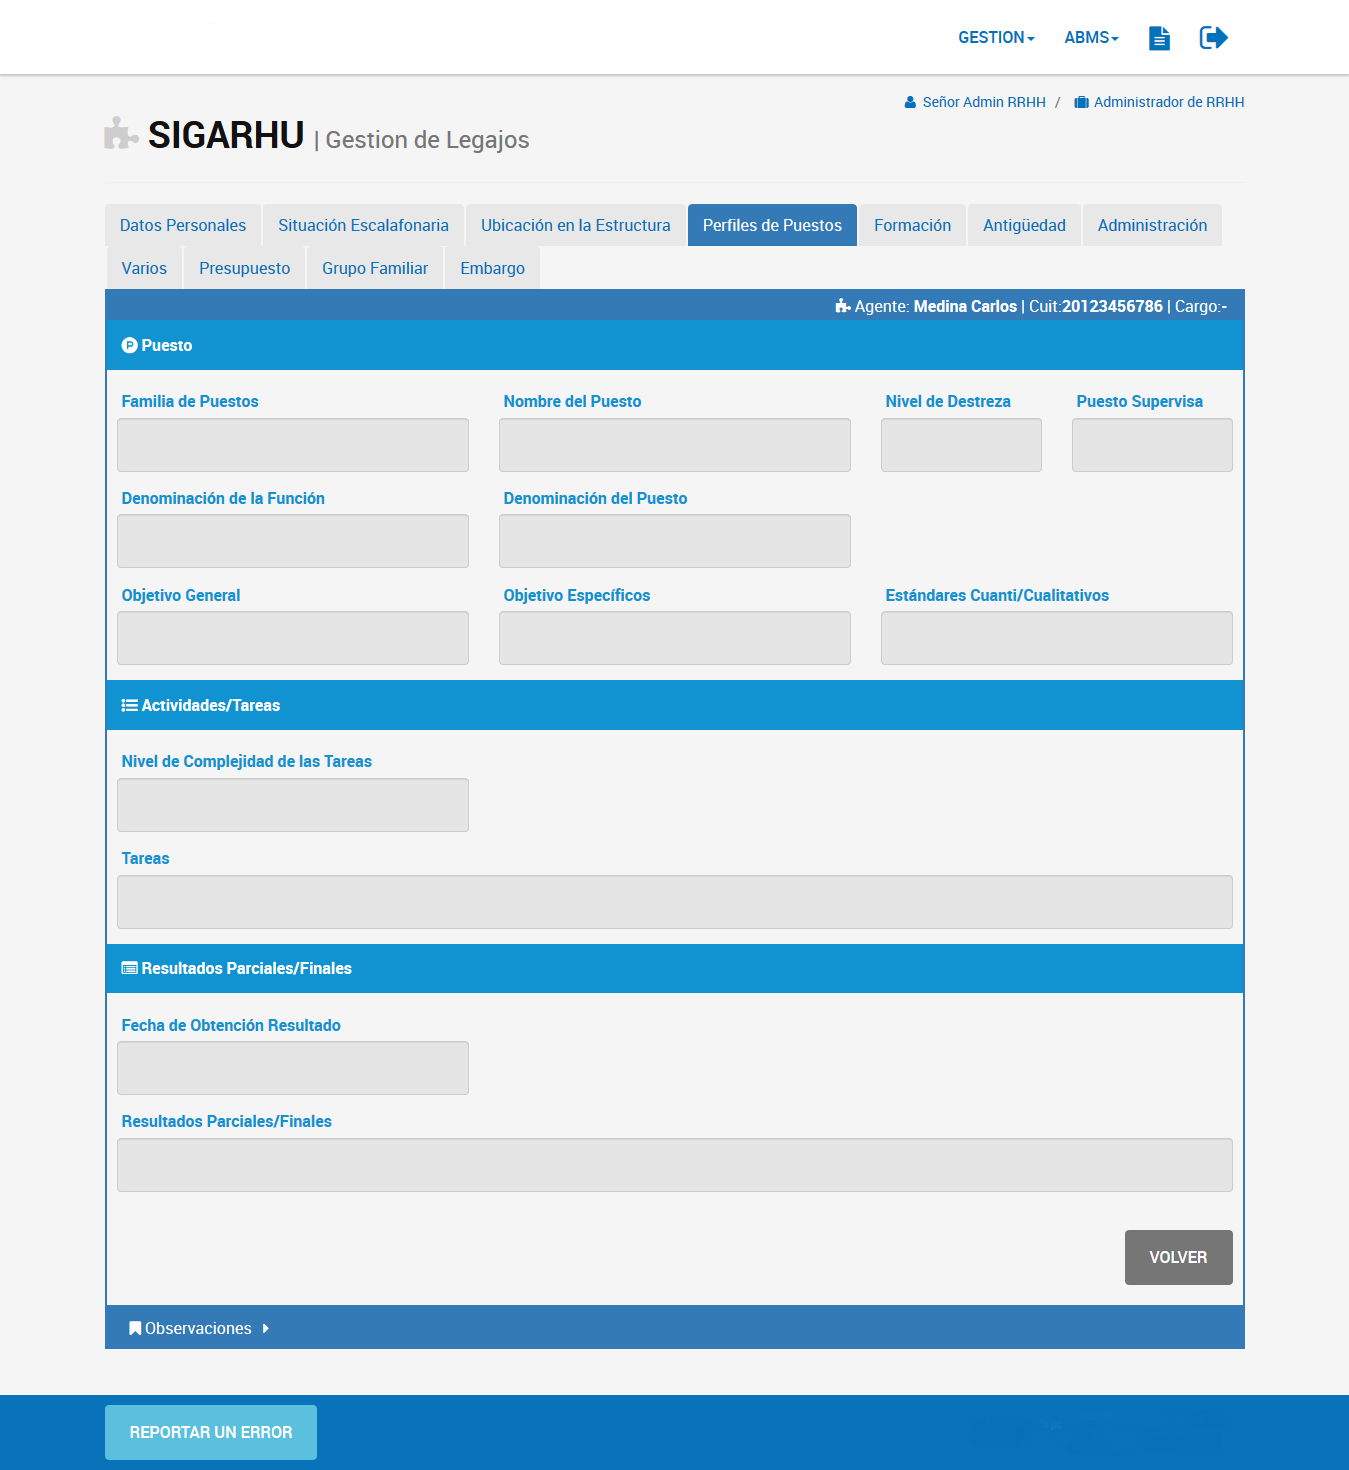 GESTION ABMS
Señor Admin RRHH / Administrador de RRHH
SIGARHU | Gestion de Legajos
Datos Personales Situación Escalafonaria Ubicación en la Estructura Perfiles de Puestos Formación Antigüedad Administración
Varios Presupuesto Grupo Familiar Embargo
Agente: Medina Carlos | Cuit:20123456786 | Cargo:-
Puesto
Familia de Puestos Nombre del Puesto Nivel de Destreza Puesto Supervisa
Denominación de la Función Denominación del Puesto
Objetivo General Objetivo Específicos Estándares Cuanti/Cualitativos
Actividades/Tareas
Nivel de Complejidad de las Tareas
Tareas
Resultados Parciales/Finales
Fecha de Obtención Resultado
Resultados Parciales/Finales
VOLVER
Observaciones
REPORTAR UN ERROR